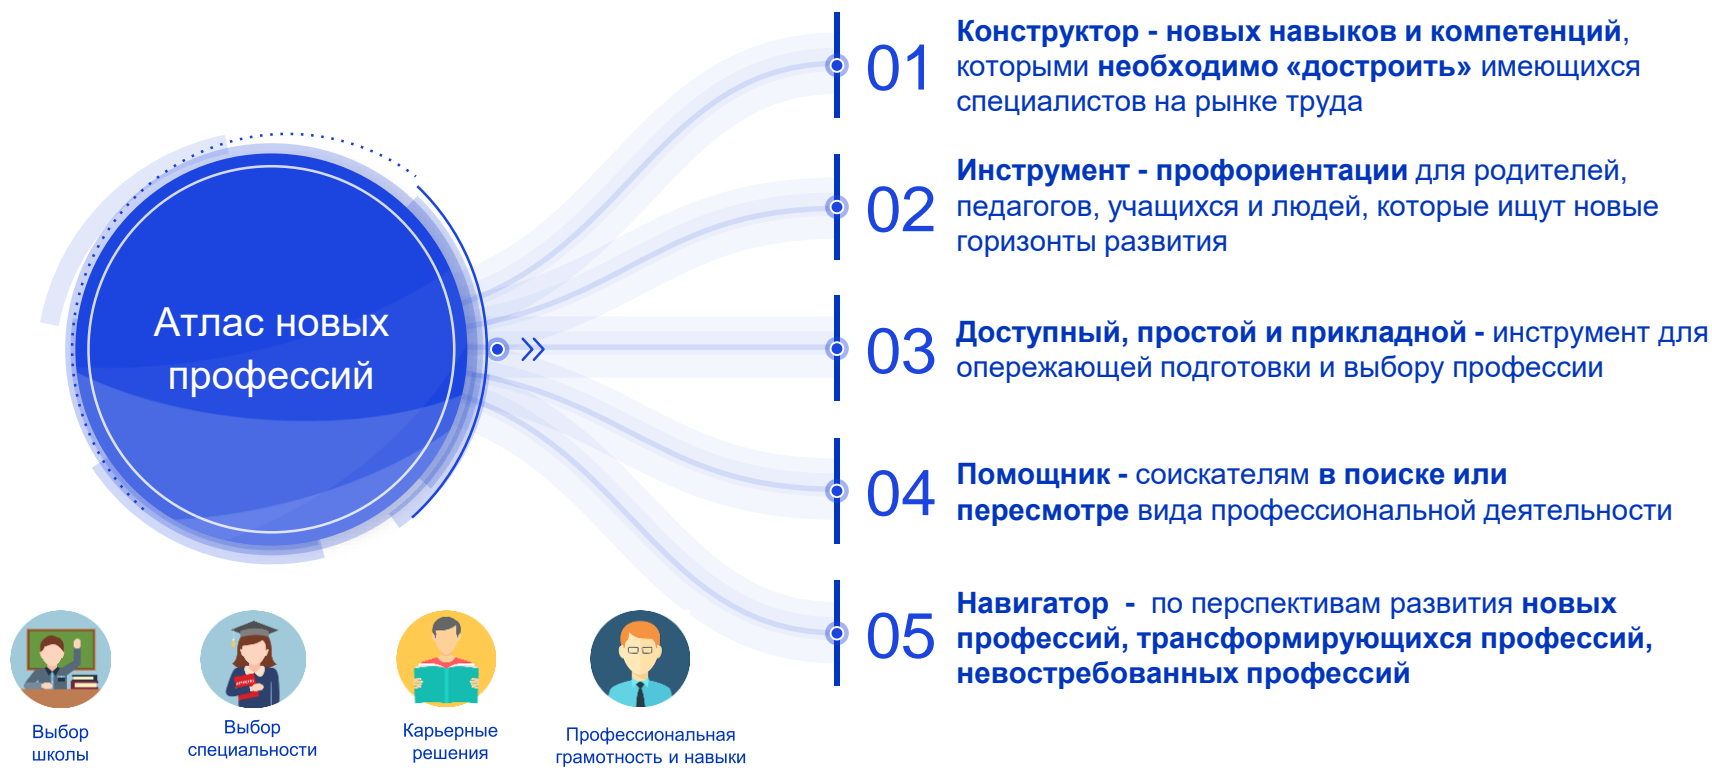 Атлас новых
профессий
01
Конструктор - новых навыков и компетенций,
которыми необходимо «достроить» имеющихся
специалистов на рынке труда
02
Инструмент - профориентации для родителей,
педагогов, учащихся и людей, которые ищут новые
горизонты развития
03
Доступный, простой и прикладной - инструмент для
опережающей подготовки и выбору профессии
04
Помощник - соискателям в поиске или
пересмотре вида профессиональной деятельности
05
Навигатор - по перспективам развития новых
профессий, трансформирующихся профессий,
невостребованных профессий
Выбор
школы
Выбор
специальности
Карьерные
решения
Профессиональная
грамотность и навыки